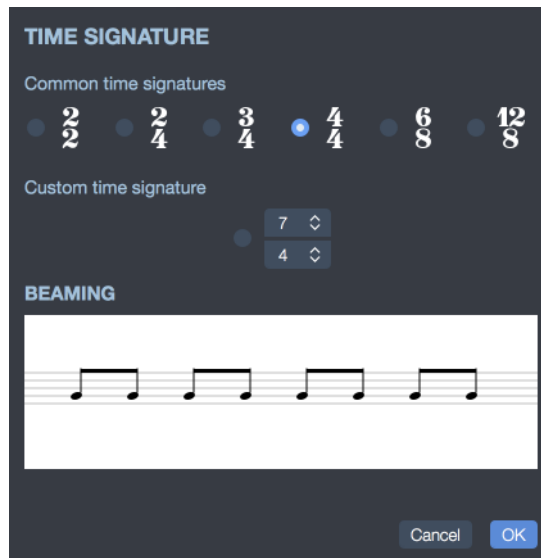 TIME SIGNATURE
Common time signatures
2 2 3 4 6 12
2 4 4 4 8 8
Custom time signature
7
4
BEAMING
Cancel OK